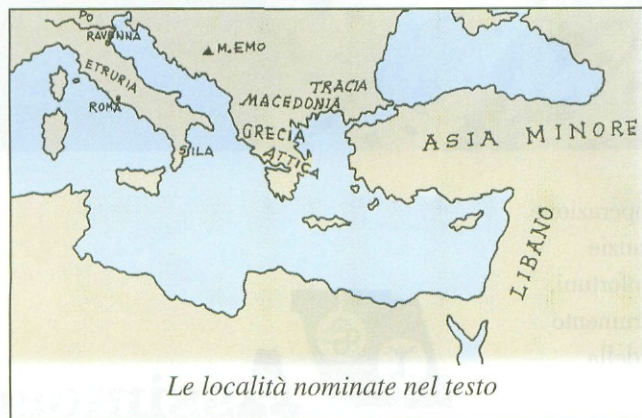 PO
RAVENNA
M. EMO
ETRURIA
ROMA
TRACIA
MACEDONIA
GRECIA
ATTICA
SILA
ASIA MINORE
LIBANO
Le località nominate nel testo